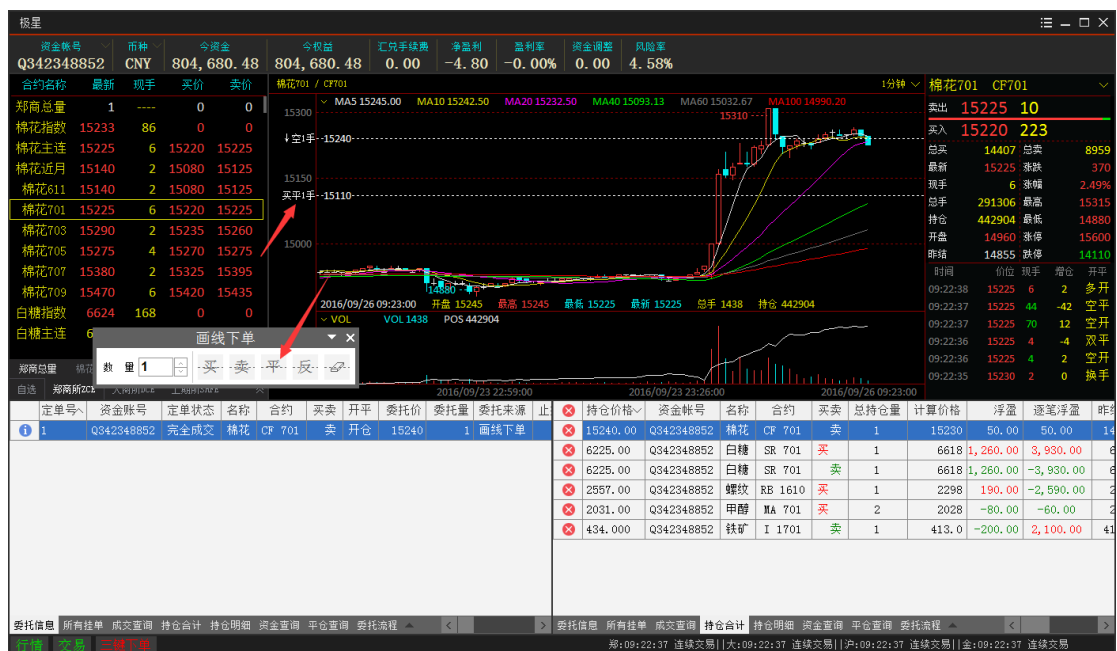 极星
资金帐号 币种 今资金 今权益 汇兑手续费 净盈利 盈利率 资金调整 风险率
Q342348852 CNY 804,680.48 804,680.48 0.00 -4.80 -0.00% 0.00 4.58%
合约名称 最新 现手 买价 卖价
郑商总量 1 ---- 0 0
棉花指数 15233 86 0 0
棉花主连 15225 6 15220 15225
棉花近月 15140 2 15080 15125
棉花611 15140 2 15080 15125
棉花701 15225 6 15220 15225
棉花703 15290 2 15235 15260
棉花705 15275 4 15270 15275
棉花707 15380 2 15325 15395
棉花709 15470 6 15420 15435
白糖指数 6624 168 0 0
白糖主连
郑商总量
自选 郑商所ZCE 大商所DCE 上期所SHFE
棉花701 / CF701 1分钟
MA5 15245.00 MA10 15242.50 MA20 15232.50 MA40 15093.13 MA60 15032.67 MA100 14990.20
15300
15310
↓空1手 15240
15150
买平1手 15110
15000
14880
2016/09/26 09:23:00 开盘 15245 最高 15245 最低 15225 最新 15225 总手 1438 持仓 442904
VOL VOL 1438 POS 442904
2016/09/23 22:59:00 2016/09/23 23:26:00 2016/09/26 09:23:00
画线下单
数 量 1 买 卖 平 反
棉花701 CF701
卖出 15225 10
买入 15220 223
总买 14407 总卖 8959
最新 15225 涨跌 370
现手 6 涨幅 2.49%
总手 291306 最高 15315
持仓 442904 最低 14880
开盘 14960 涨停 15600
昨结 14855 跌停 14110
时间 价位 现手 增仓 开平
09:22:38 15225 6 2 多开
09:22:37 15225 44 -42 空平
09:22:37 15225 70 12 空开
09:22:36 15225 4 -4 双平
09:22:36 15225 4 2 空开
09:22:35 15230 2 0 换手
定单号 资金账号 定单状态 名称 合约 买卖 开平 委托价 委托量 委托来源 止
1 Q342348852 完全成交 棉花 CF 701 卖 开仓 15240 1 画线下单
委托信息 所有挂单 成交查询 持仓合计 持仓明细 资金查询 平仓查询 委托流程
持仓价格 资金帐号 名称 合约 买卖 总持仓量 计算价格 浮盈 逐笔浮盈
15240.00 Q342348852 棉花 CF 701 卖 1 15230 50.00 50.00 14
6225.00 Q342348852 白糖 SR 701 买 1 6618 1,260.00 3,930.00 6
6225.00 Q342348852 白糖 SR 701 卖 1 6618 1,260.00 -3,930.00 6
2557.00 Q342348852 螺纹 RB 1610 买 1 2298 190.00 -2,590.00 2
2031.00 Q342348852 甲醇 MA 701 买 2 2028 -80.00 -60.00 2
434.000 Q342348852 铁矿 I 1701 卖 1 413.0 -200.00 2,100.00 41
委托信息 所有挂单 成交查询 持仓合计 持仓明细 资金查询 平仓查询 委托流程
行情 交易 三键下单
郑:09:22:37 连续交易||大:09:22:37 连续交易||沪:09:22:37 连续交易||金:09:22:37 连续交易